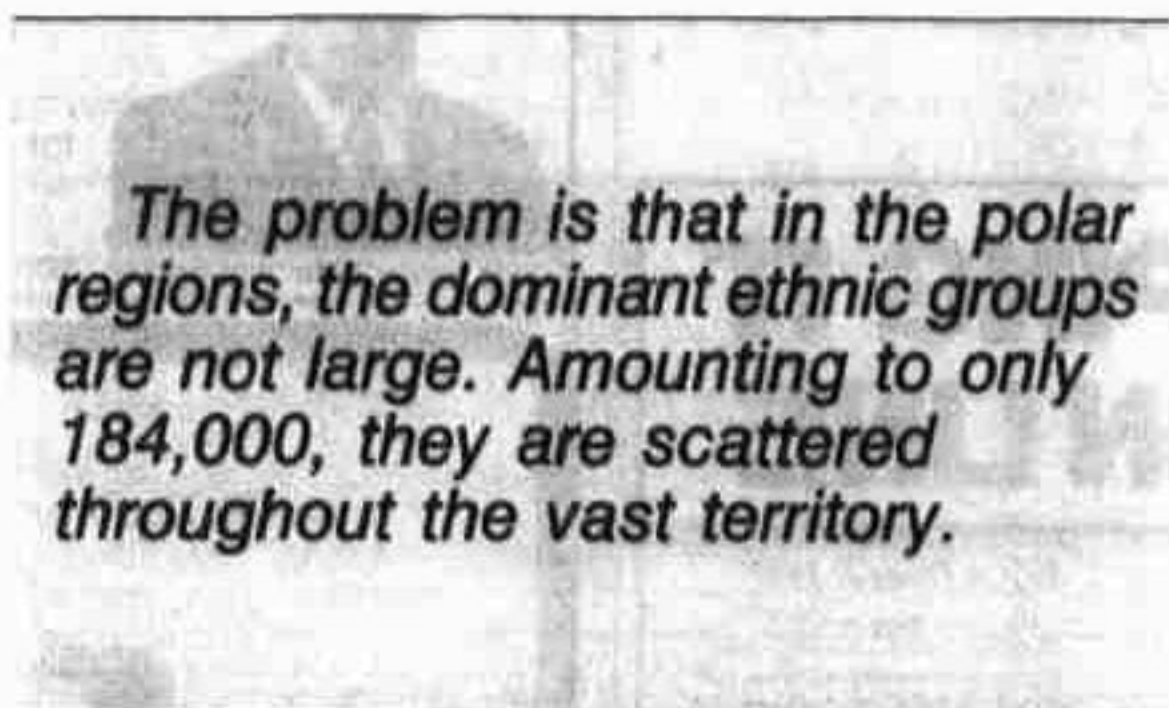 The problem is that in the polar
regions, the dominant ethnic groups
are not large. Amounting to only
184,000, they are scattered
throughout the vast territory.